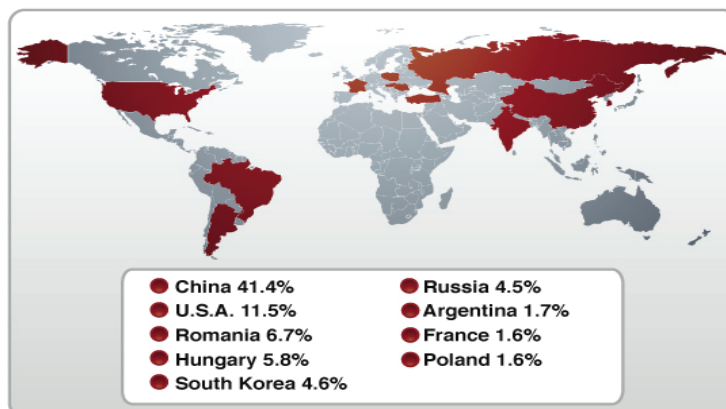 China 41.4%
U.S.A. 11.5%
Romania 6.7%
Hungary 5.8%
South Korea 4.6%
Russia 4.5%
Argentina 1.7%
France 1.6%
Poland 1.6%